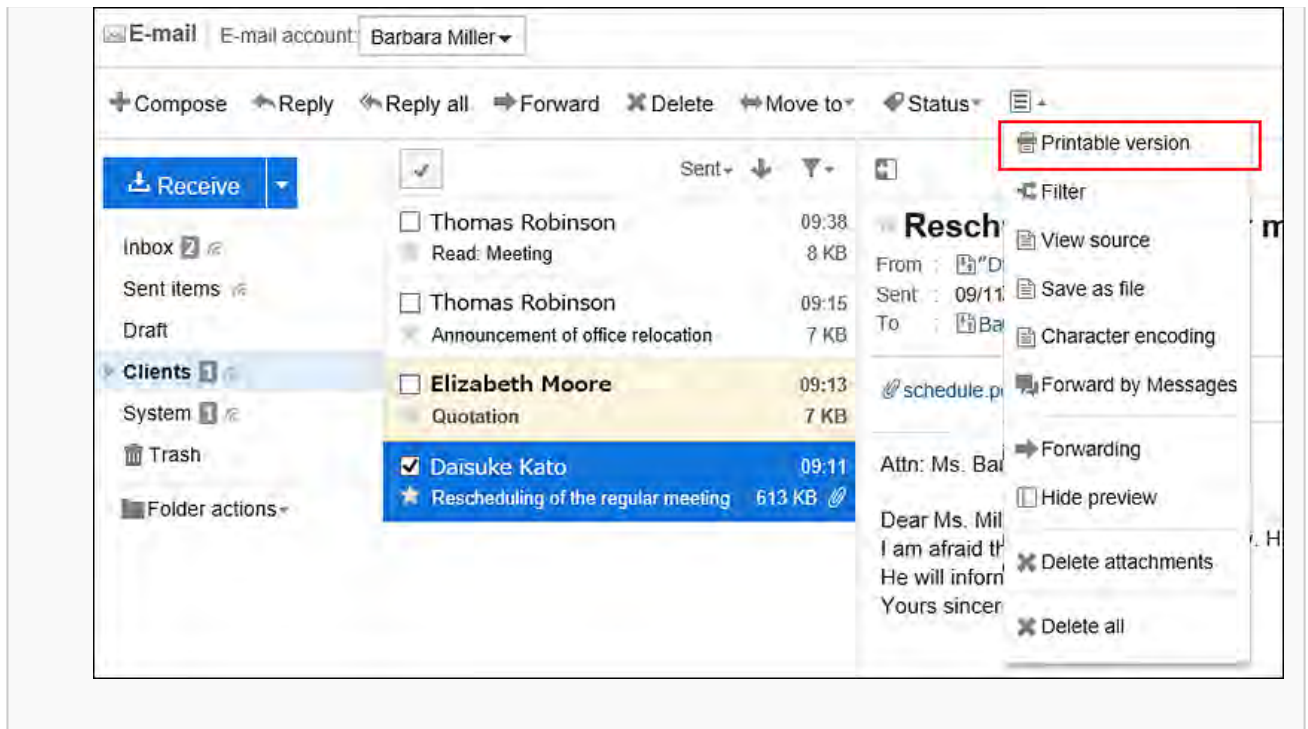 E-mail E-mail account: Barbara Miller
Compose Reply Reply all Forward Delete Move to Status
Printable version
Filter
View source
Save as file
Character encoding
Forward by Messages
Forwarding
Hide preview
Delete attachments
Delete all
Receive
Inbox 2
Sent items
Draft
Clients 1
System 1
Trash
Folder actions
Sent
Thomas Robinson 09:38
Read: Meeting 8 KB
Thomas Robinson 09:15
Announcement of office relocation 7 KB
Elizabeth Moore 09:13
Quotation 7 KB
Daisuke Kato 09:11
Rescheduling of the regular meeting 613 KB
Resch m
From : "D
Sent : 09/11
To : Ba
schedule.p
Attn: Ms. Ba
Dear Ms. Mil
I am afraid th . H
He will inform
Yours sincer